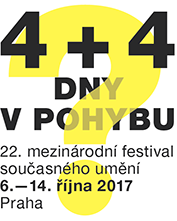 4 + 4
DNY
V POHYBU
22. mezinárodní festival
současného umění
6.—14. října 2017
Praha